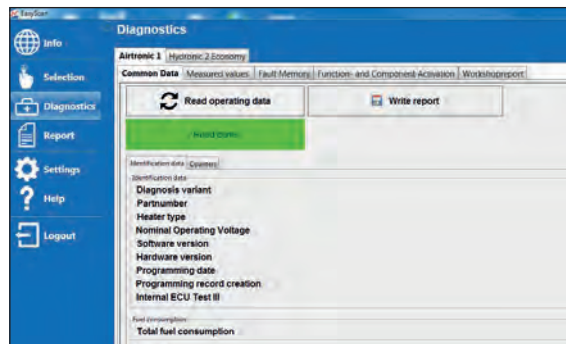 EasyScan
Diagnostics
Info
Selection
Diagnostics
Report
Settings
Help
Logout
Airtronic 1 Hydronic 2 Economy
Common Data Measured values Fault Memory Function- and Component-Activation Workshopreport
Read operating data Write report
Identification data Counters
Identification data
Diagnosis variant
Partnumber
Heater type
Nominal Operating Voltage
Software version
Hardware version
Programming date
Programming record creation
Internal ECU Test III
Fuel consumption
Total fuel consumption